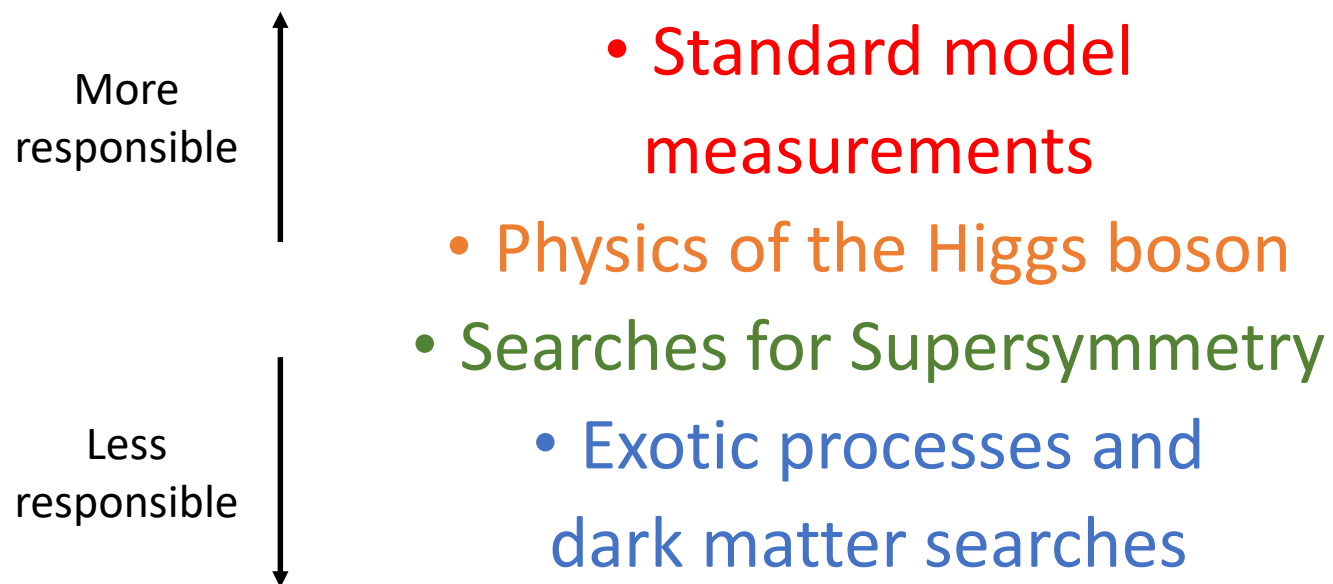 More
responsible
• Standard model
measurements
• Physics of the Higgs boson
• Searches for Supersymmetry
Less
responsible
• Exotic processes and
dark matter searches